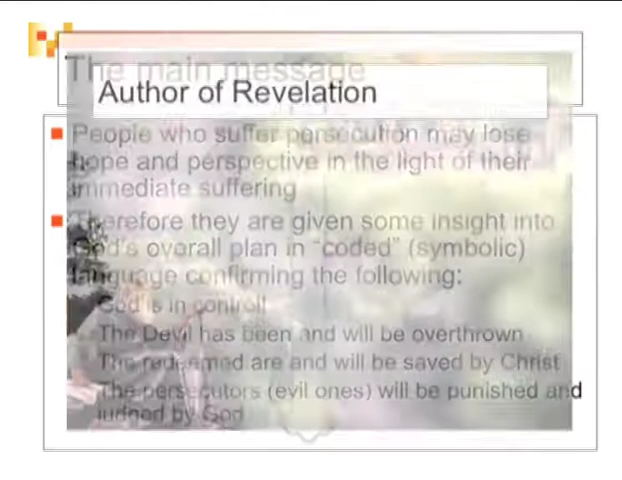 The main message
Author of Revelation
People who suffer persecution may lose
hope and perspective in the light of their
immediate suffering
Therefore they are given some insight into
God's overall plan in "coded" (symbolic)
language confirming the following:
God is in control!
The Devil has been and will be overthrown
The redeemed are and will be saved by Christ
The persecutors (evil ones) will be punished and
judged by God